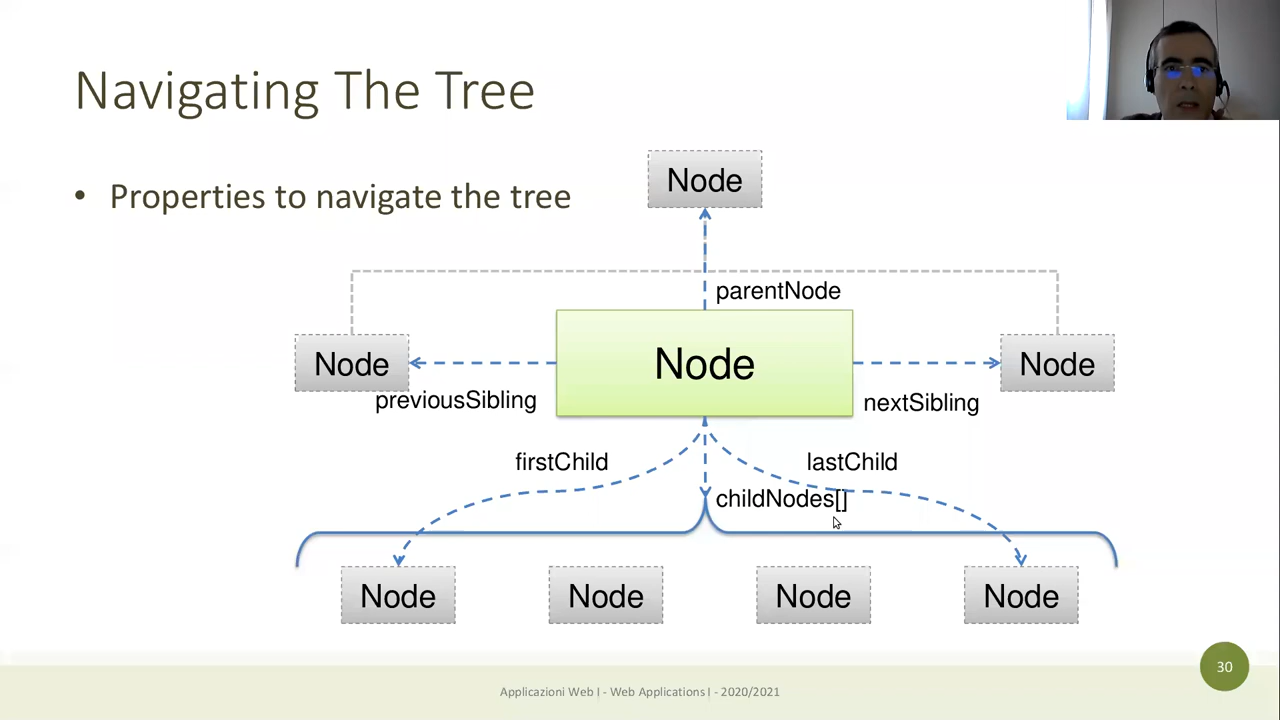 Navigating The Tree
• Properties to navigate the tree
Node
parentNode
Node
Node
Node
previousSibling
nextSibling
firstChild
lastChild
childNodes[]
Node
Node
Node
Node
30
Applicazioni Web I - Web Applications I - 2020/2021